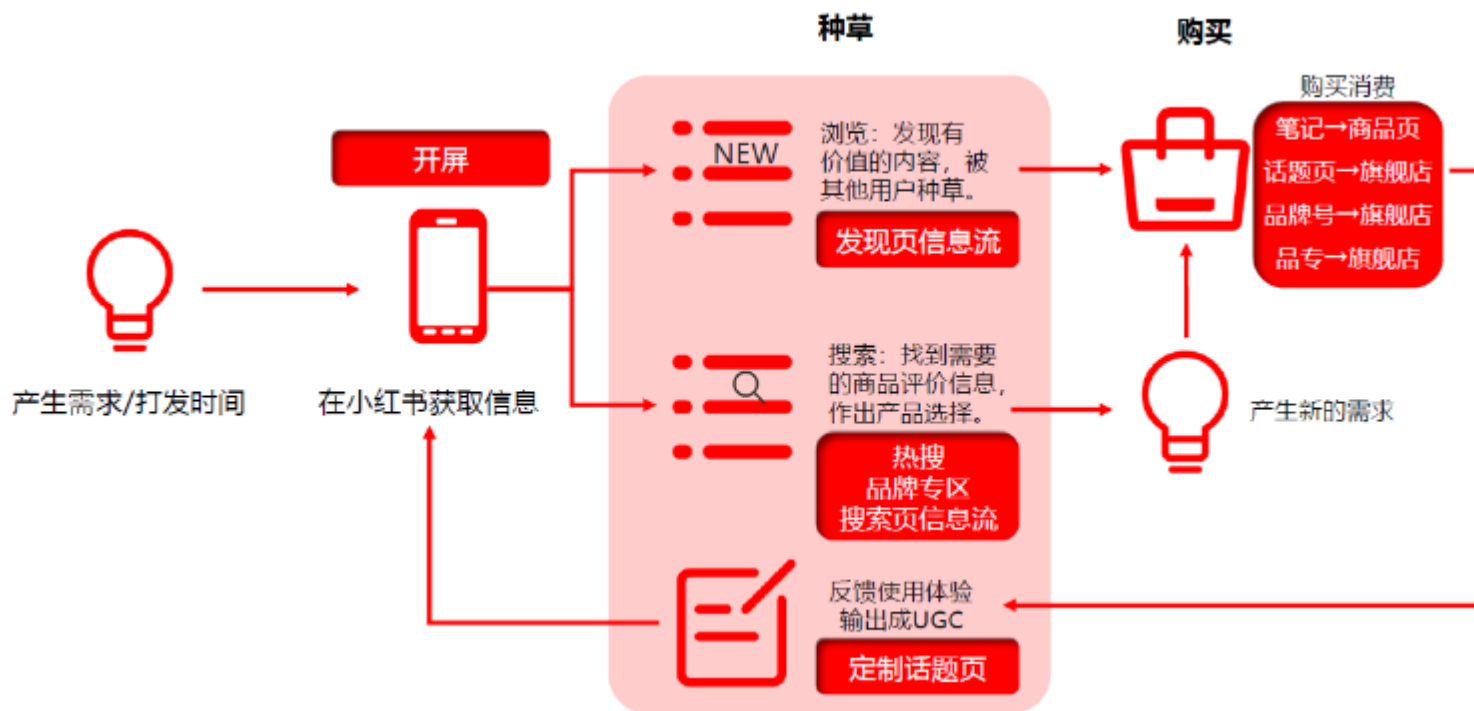 种草
购买
购买消费
开屏
NEW
浏览：发现有
价值的内容，被
其他用户种草。
发现页信息流
笔记→商品页
话题页→旗舰店
品牌号→旗舰店
品专→旗舰店
产生需求/打发时间
在小红书获取信息
搜索：找到需要
的商品评价信息，
作出产品选择。
热搜
品牌专区
搜索页信息流
产生新的需求
反馈使用体验
输出成UGC
定制话题页